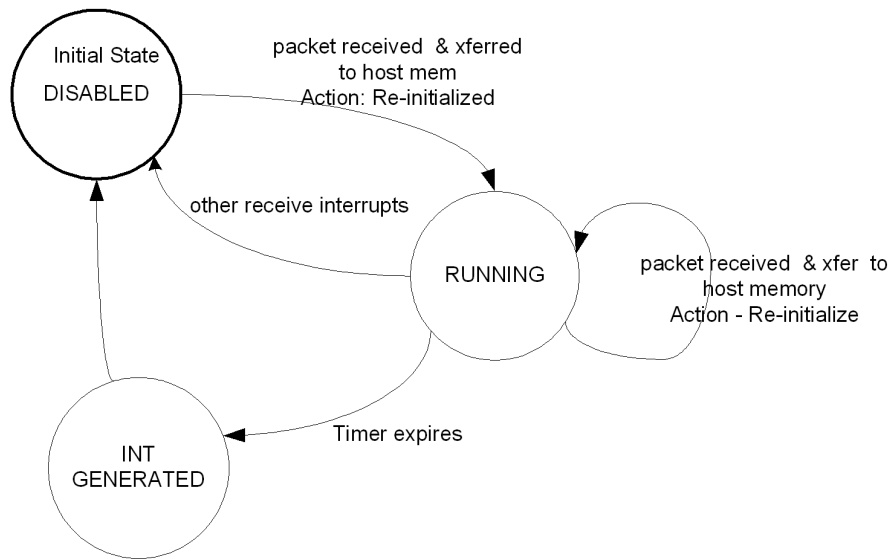 Initial State
DISABLED
packet received & xferred
to host mem
Action: Re-initialized
other receive interrupts
RUNNING
packet received & xfer to
host memory
Action - Re-initialize
Timer expires
INT
GENERATED